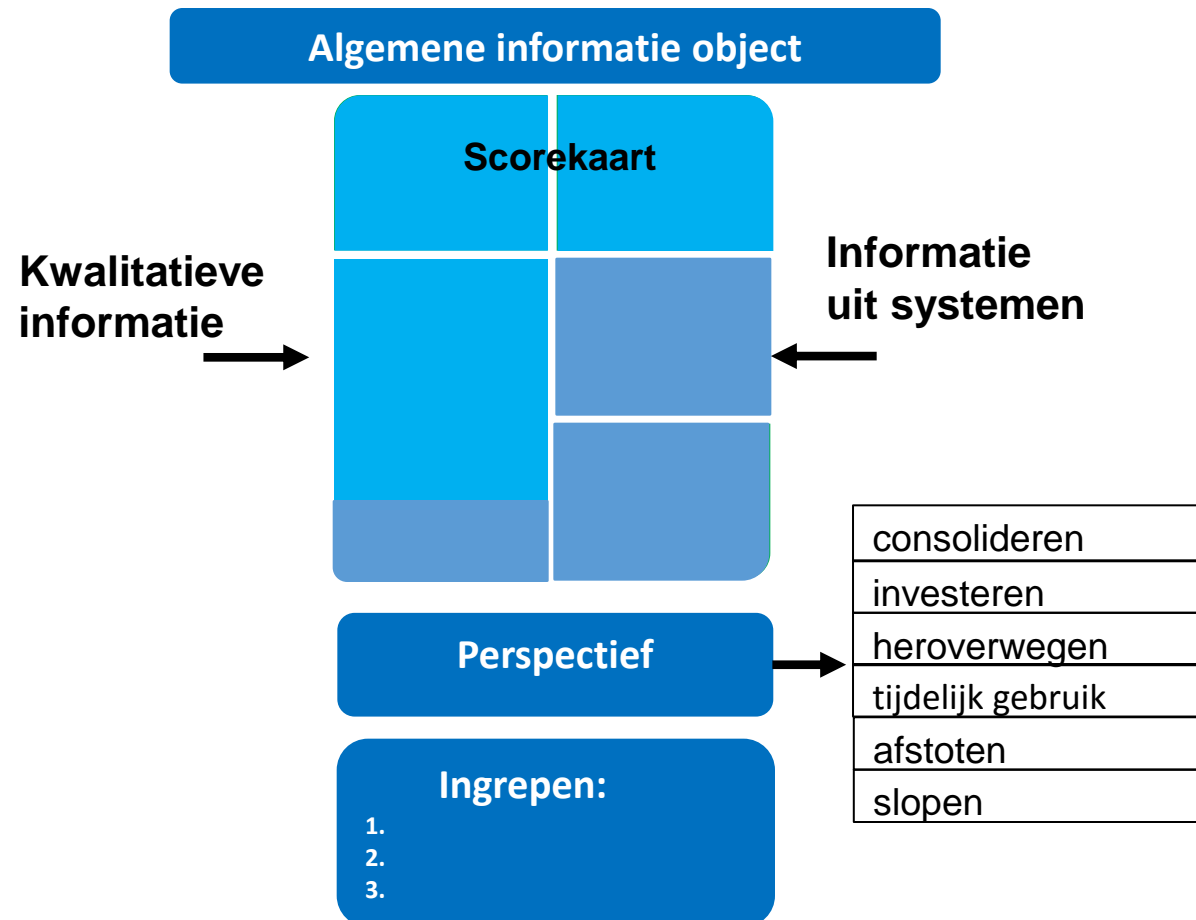 Algemene informatie object
Scorekaart
Kwalitatieve
informatie
Informatie
uit systemen
Perspectief
consolideren
investeren
heroverwegen
tijdelijk gebruik
afstoten
slopen
Ingrepen:
1.
2.
3.